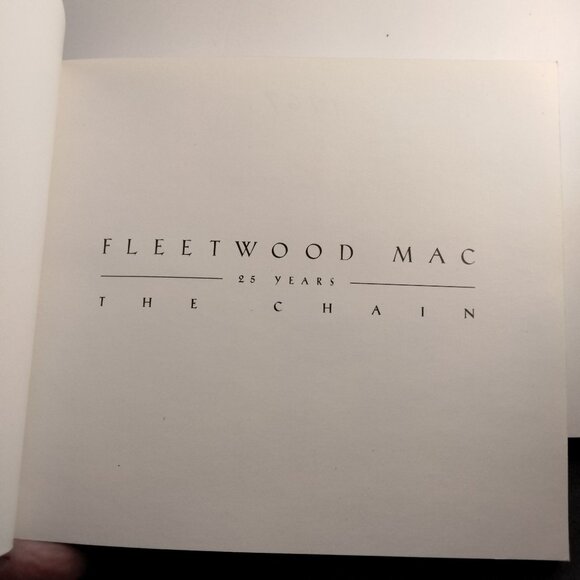 FLEETWOOD MAC
25 YEARS
THE CHAIN